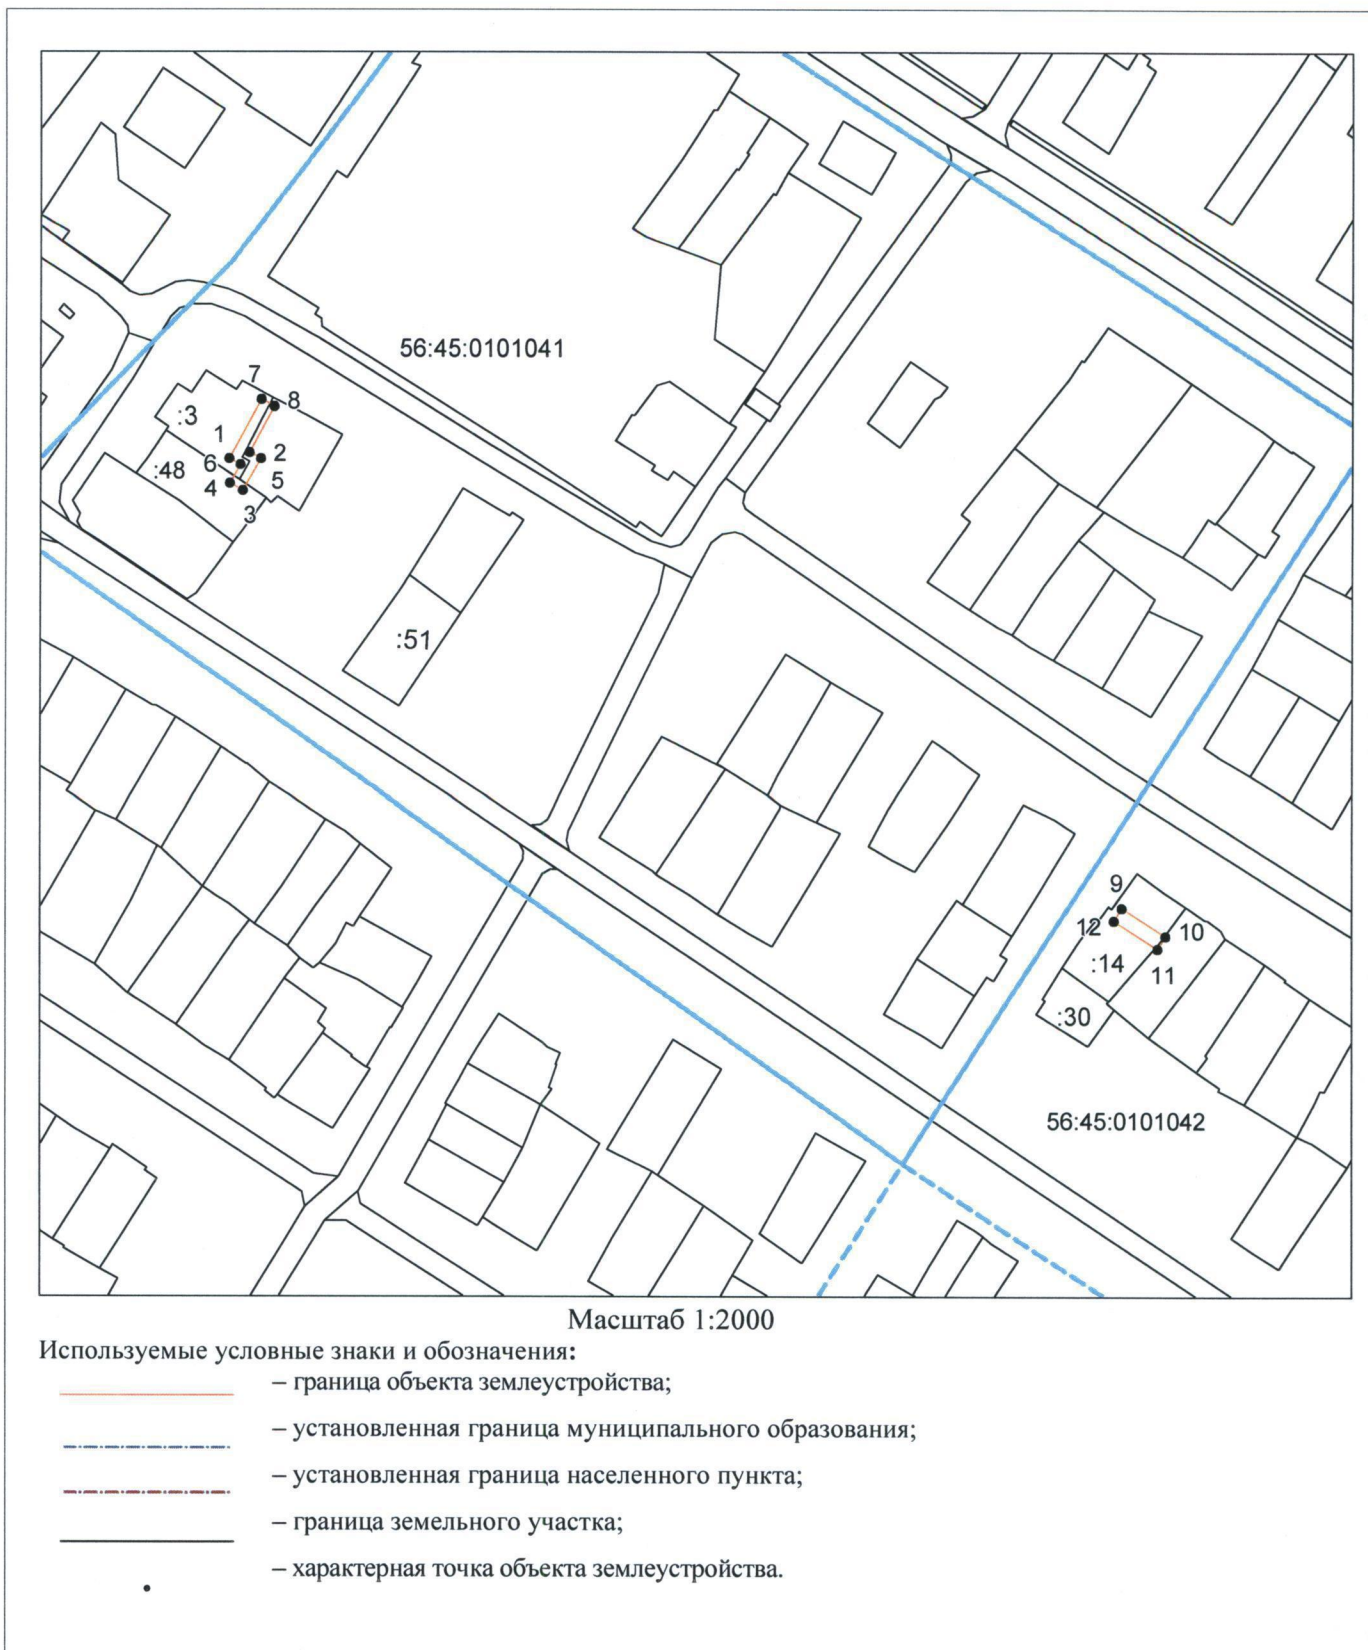 56:45:0101041
7
8
:3
1
2
6
:48
4
5
3
:51
9
12
10
:14
11
:30
56:45:0101042
Масштаб 1:2000
Используемые условные знаки и обозначения:
– граница объекта землеустройства;
– установленная граница муниципального образования;
– установленная граница населенного пункта;
– граница земельного участка;
– характерная точка объекта землеустройства.